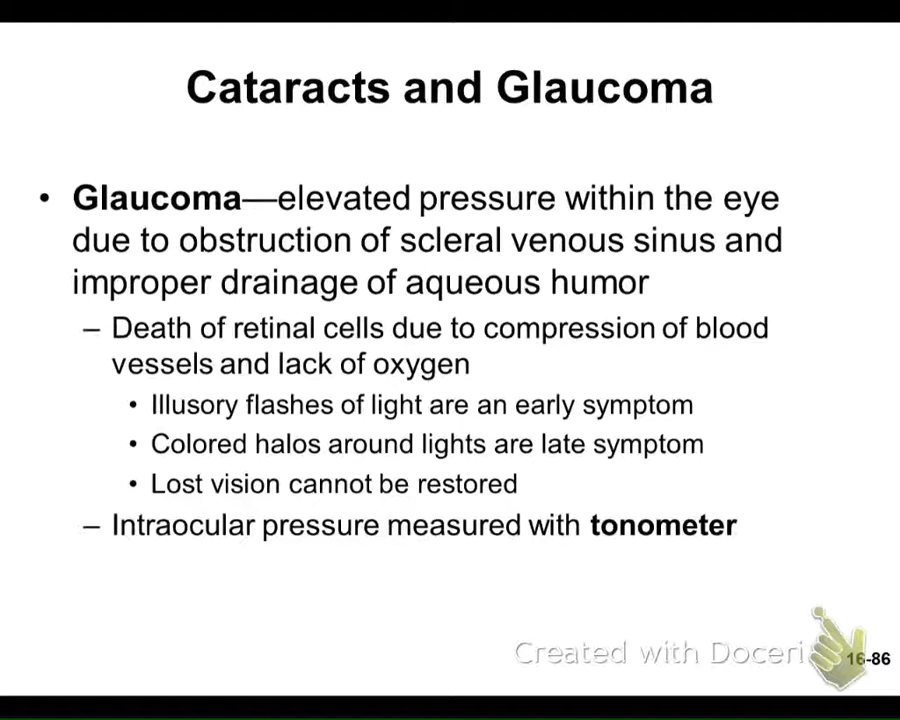 Cataracts and Glaucoma
• Glaucoma—elevated pressure within the eye
due to obstruction of scleral venous sinus and
improper drainage of aqueous humor
– Death of retinal cells due to compression of blood
vessels and lack of oxygen
• Illusory flashes of light are an early symptom
• Colored halos around lights are late symptom
• Lost vision cannot be restored
– Intraocular pressure measured with tonometer
Created with Doceri
16-86